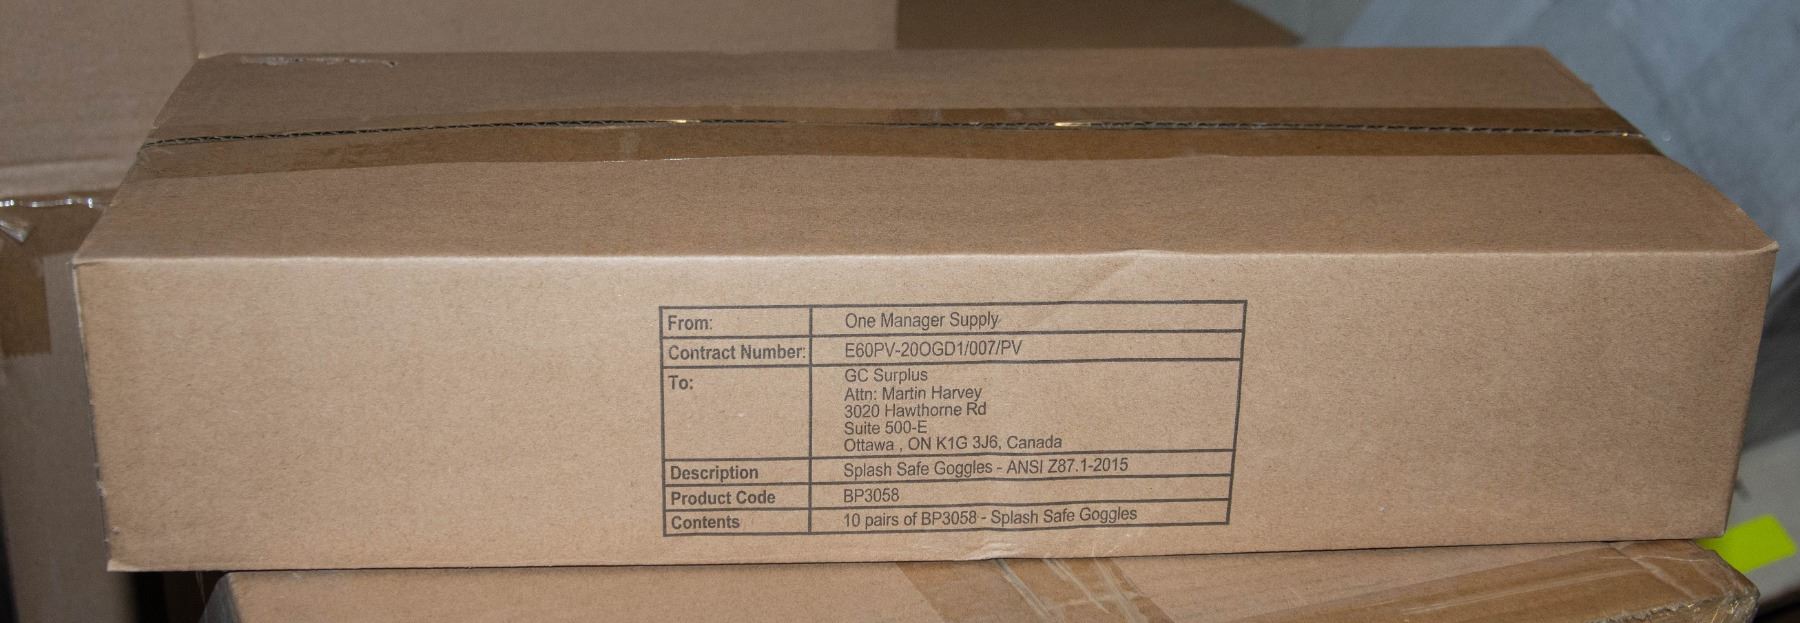 From: One Manager Supply
Contract Number: E60PV-20OGD1/007/PV
To: GC Surplus
Attn: Martin Harvey
3020 Hawthorne Rd
Suite 500-E
Ottawa , ON K1G 3J6, Canada
Description Splash Safe Goggles - ANSI Z87.1-2015
Product Code BP3058
Contents 10 pairs of BP3058 - Splash Safe Goggles